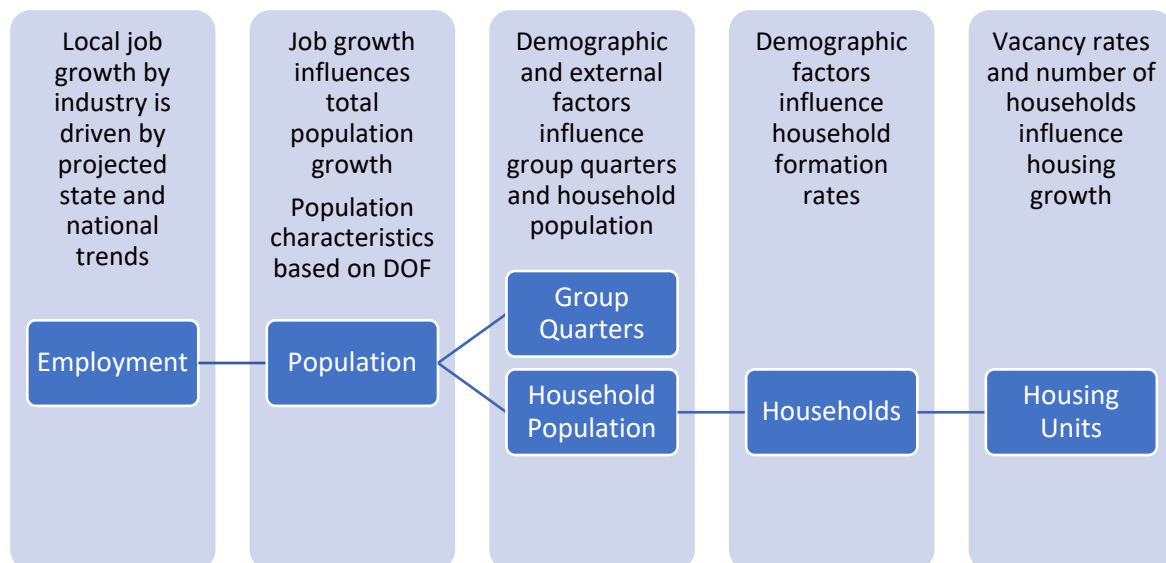 Local job
growth by
industry is
driven by
projected
state and
national
trends
Employment
Job growth
influences
total
population
growth
Population
characteristics
based on DOF
Population
Demographic
and external
factors
influence
group quarters
and household
population
Group
Quarters
Household
Population
Demographic
factors
influence
household
formation
rates
Households
Vacancy rates
and number of
households
influence
housing
growth
Housing
Units